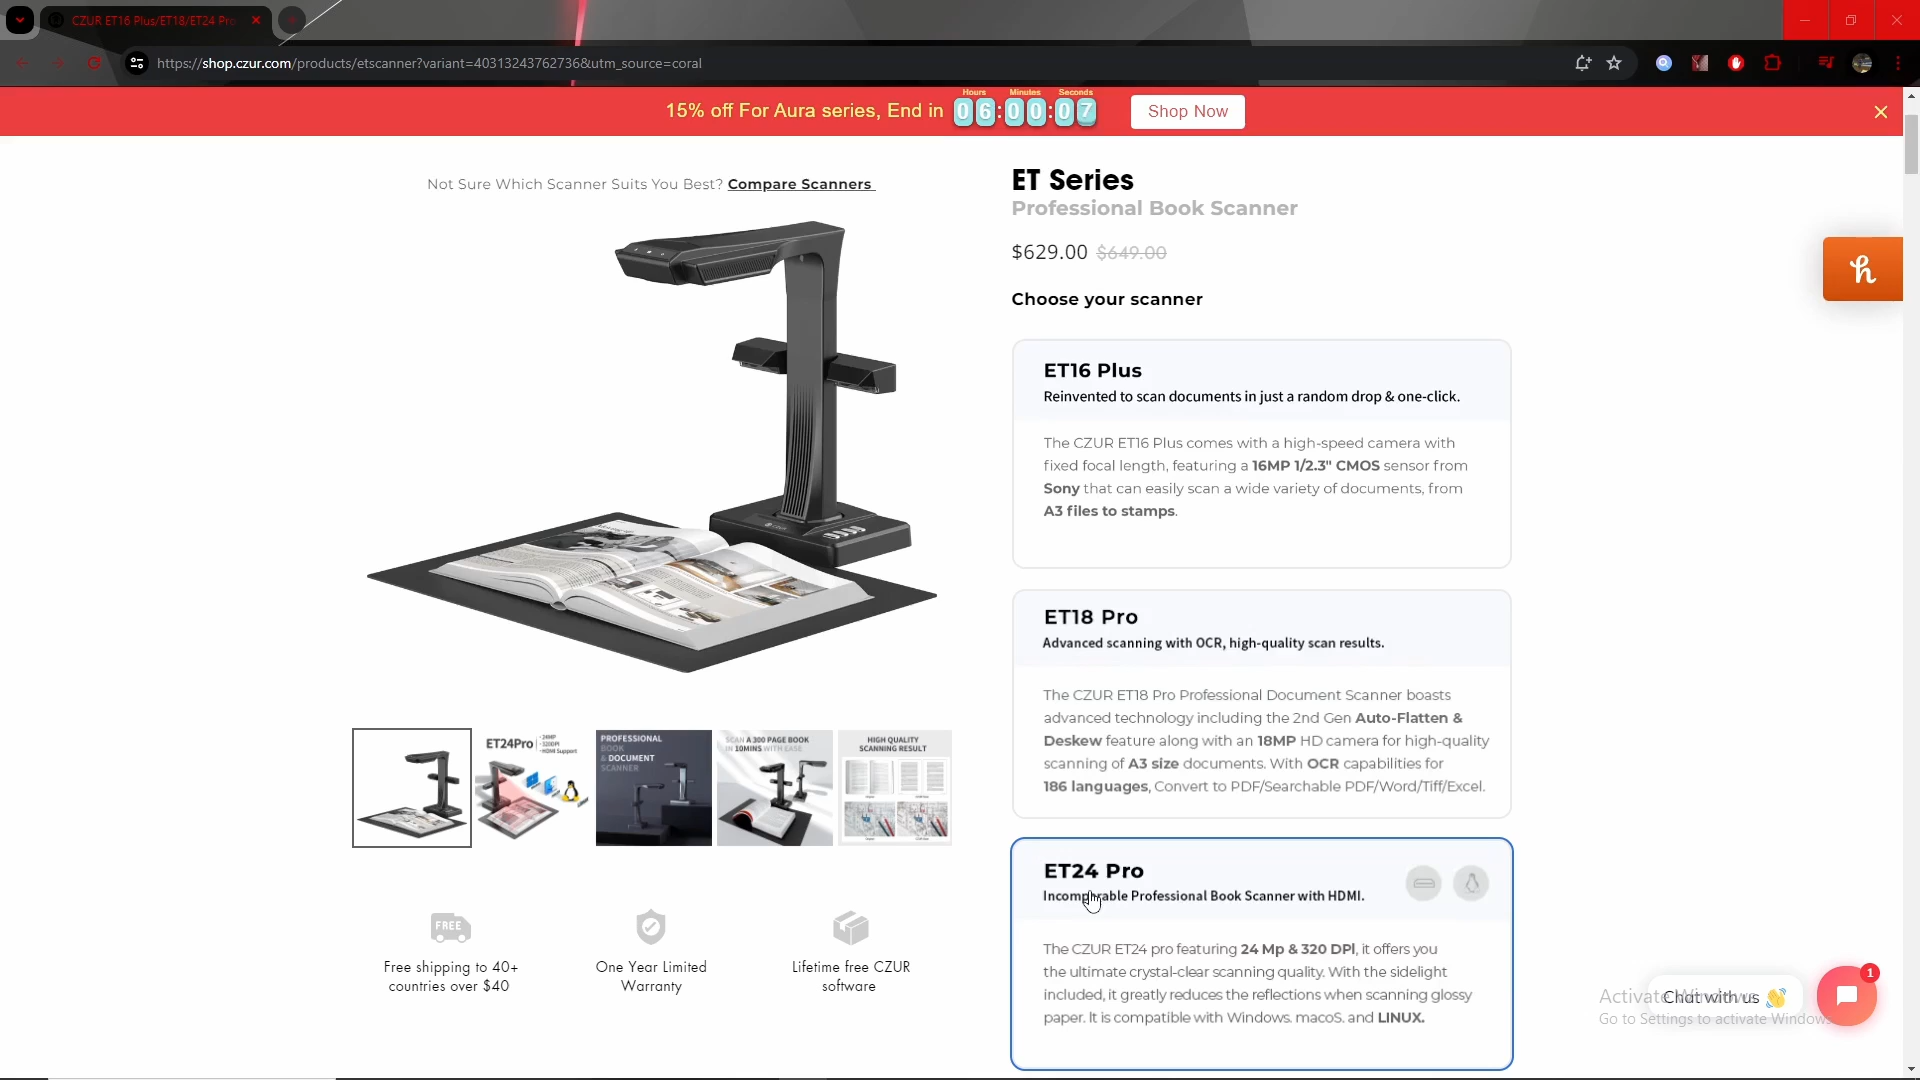 CZUR ET16 Plus/ET18/ET24 Pro
https://shop.czur.com/products/etscanner?variant=40313243762736&utm_source=coral
15% off For Aura series, End in
Hours Minutes Seconds
06:00:07
Shop Now
Not Sure Which Scanner Suits You Best? Compare Scanners
ET Series
Professional Book Scanner
$629.00 $649.00
Choose your scanner
ET16 Plus
Reinvented to scan documents in just a random drop & one-click.
The CZUR ET16 Plus comes with a high-speed camera with
fixed focal length, featuring a 16MP 1/2.3" CMOS sensor from
Sony that can easily scan a wide variety of documents, from
A3 files to stamps.
ET18 Pro
Advanced scanning with OCR, high-quality scan results.
The CZUR ET18 Pro Professional Document Scanner boasts
advanced technology including the 2nd Gen Auto-Flatten &
Deskew feature along with an 18MP HD camera for high-quality
scanning of A3 size documents. With OCR capabilities for
186 languages, Convert to PDF/Searchable PDF/Word/Tiff/Excel.
ET24Pro
24MP
320DPI
HDMI Support
PROFESSIONAL
BOOK
& DOCUMENT
SCANNER
SCAN A 300 PAGE BOOK
IN 10MINS WITH EASE
HIGH QUALITY
SCANNING RESULT
ET24 Pro
Incomparable Professional Book Scanner with HDMI.
The CZUR ET24 pro featuring 24 Mp & 320 DPI, it offers you
the ultimate crystal-clear scanning quality. With the sidelight
included, it greatly reduces the reflections when scanning glossy
paper. It is compatible with Windows. macOS. and LINUX.
FREE
Free shipping to 40+
countries over $40
One Year Limited
Warranty
Lifetime free CZUR
software
Chat with us 👋
1
Activate Windows
Go to Settings to activate Windows.